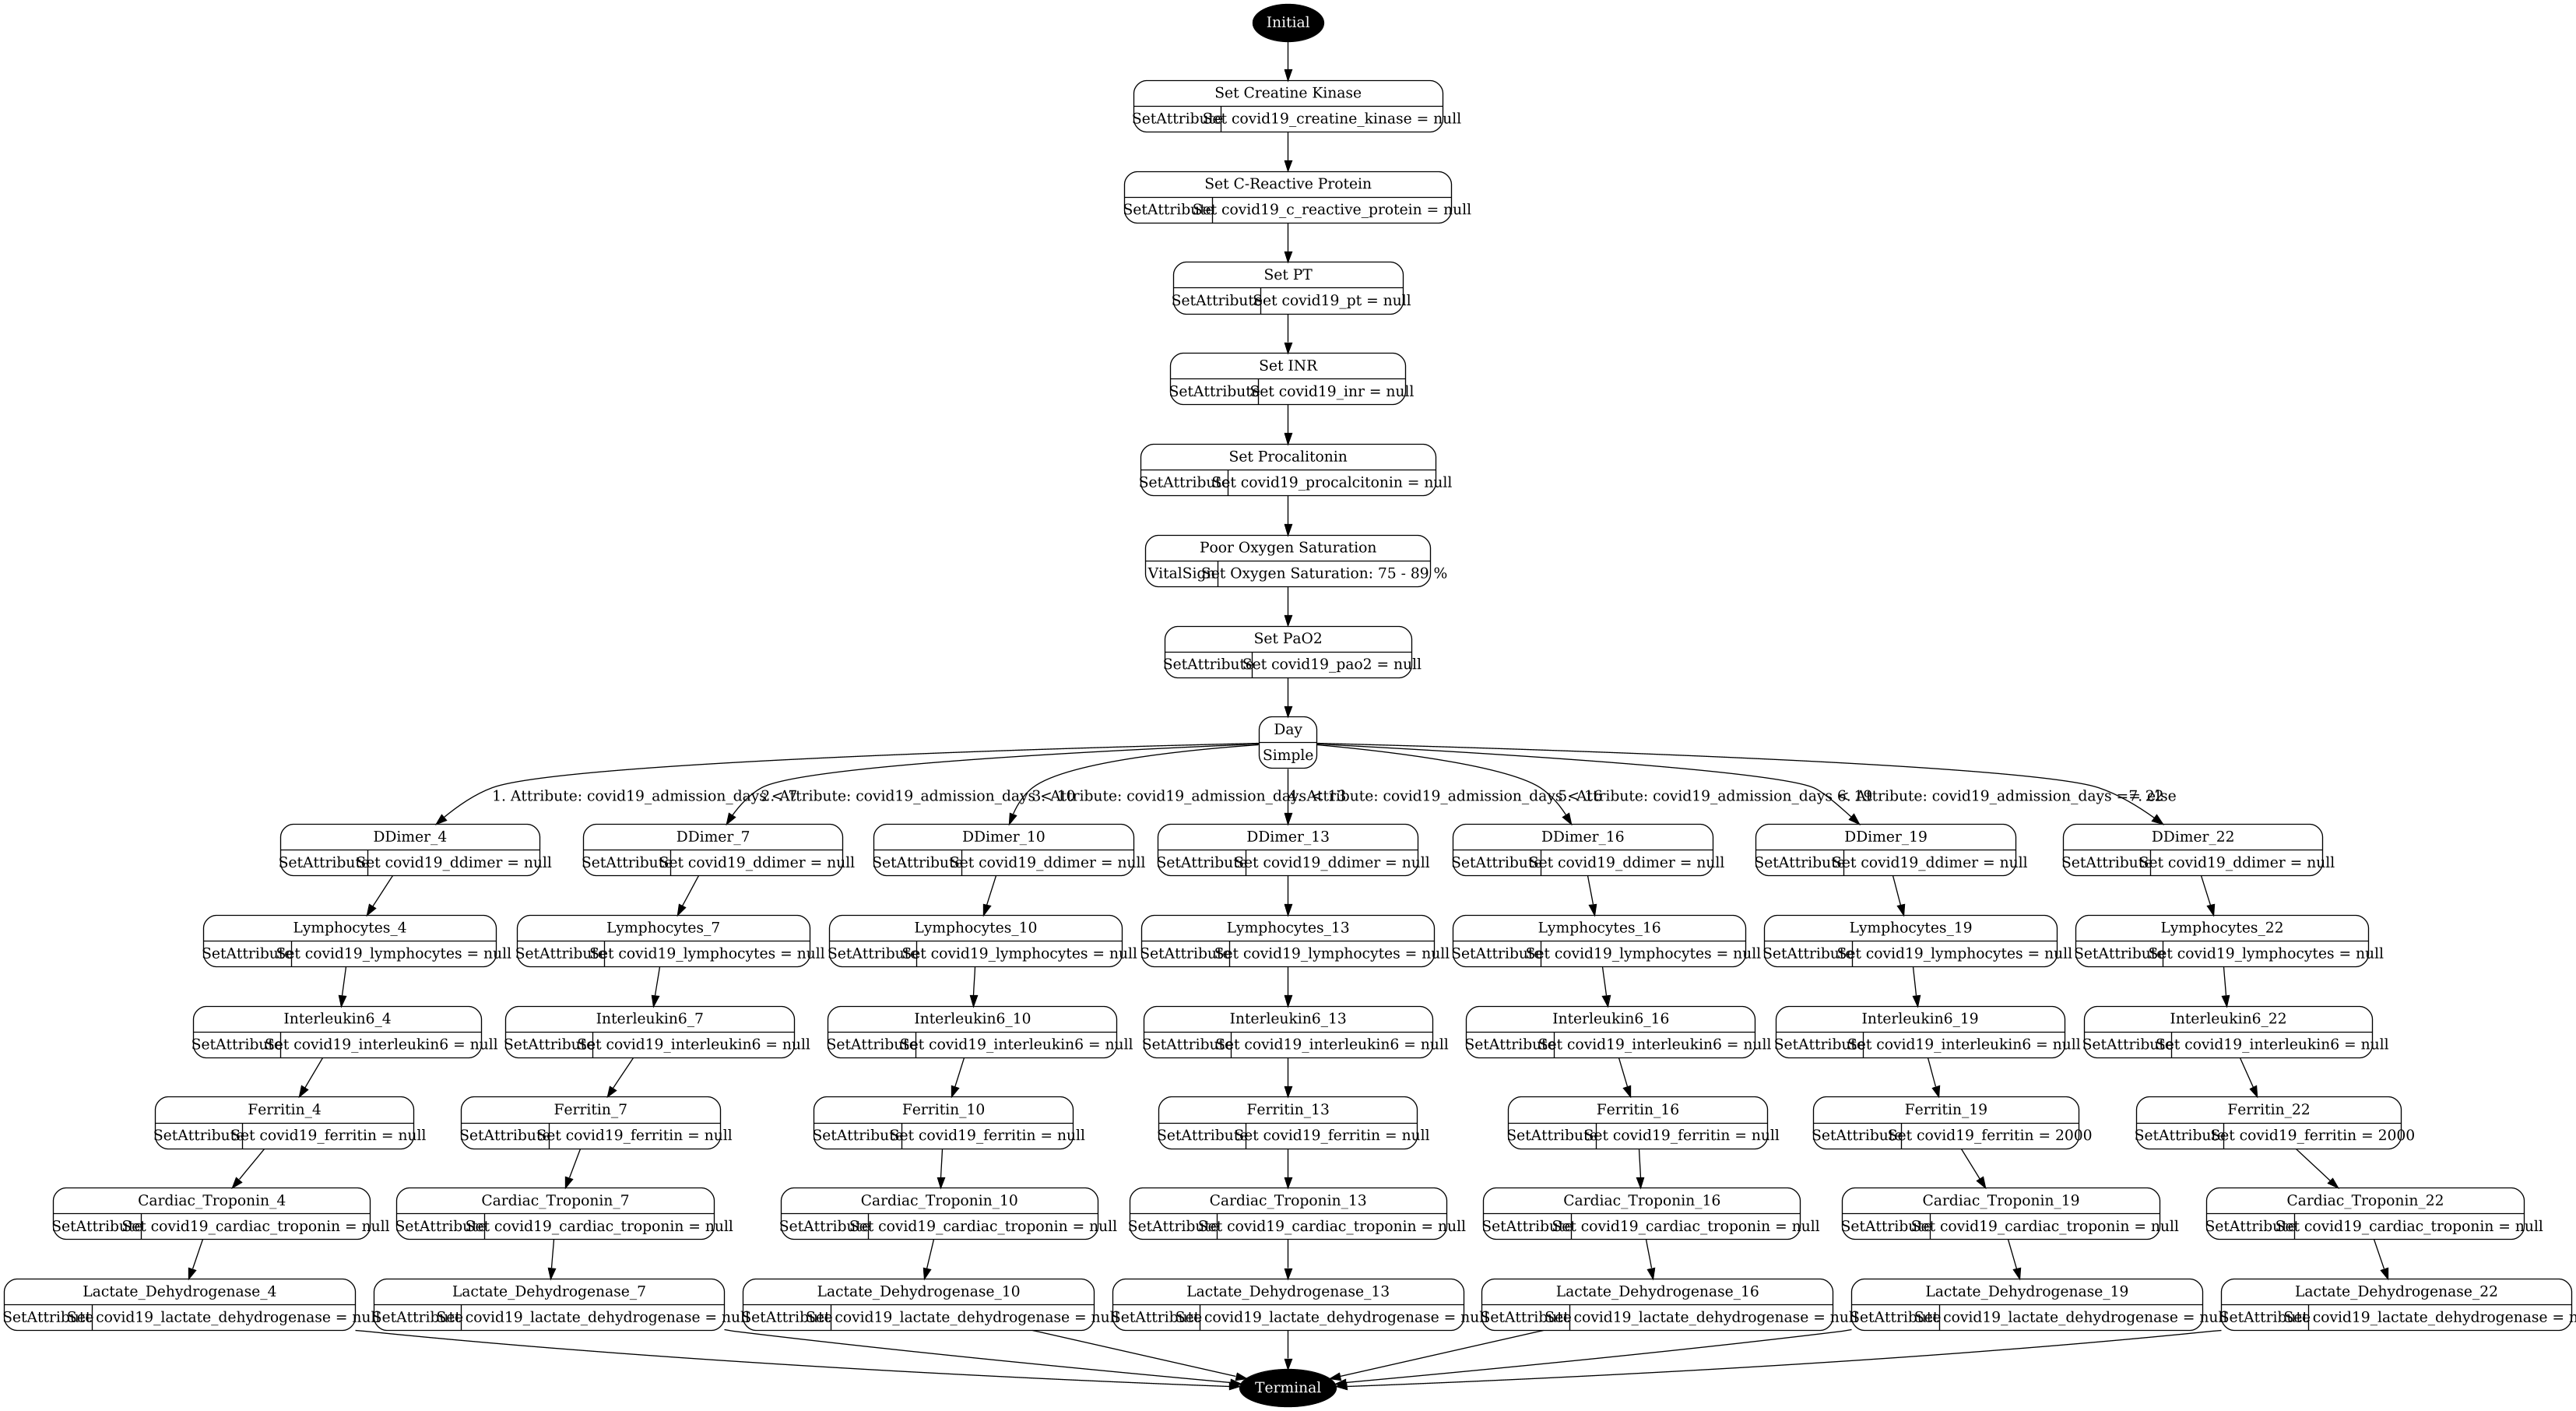 Initial
Set Creatine Kinase
SetAttribute Set covid19_creatine_kinase = null
Set C-Reactive Protein
SetAttribute Set covid19_c_reactive_protein = null
Set PT
SetAttribute Set covid19_pt = null
Set INR
SetAttribute Set covid19_inr = null
Set Procalitonin
SetAttribute Set covid19_procalcitonin = null
Poor Oxygen Saturation
VitalSign Set Oxygen Saturation: 75 - 89 %
Set PaO2
SetAttribute Set covid19_pao2 = null
Day
Simple
1. Attribute: covid19_admission_days < 7
2. Attribute: covid19_admission_days < 10
3. Attribute: covid19_admission_days < 13
4. Attribute: covid19_admission_days < 16
5. Attribute: covid19_admission_days < 19
6. Attribute: covid19_admission_days == 22
7. else
DDimer_4 DDimer_7 DDimer_10 DDimer_13 DDimer_16 DDimer_19 DDimer_22
SetAttribute Set covid19_ddimer = null SetAttribute Set covid19_ddimer = null SetAttribute Set covid19_ddimer = null SetAttribute Set covid19_ddimer = null SetAttribute Set covid19_ddimer = null SetAttribute Set covid19_ddimer = null SetAttribute Set covid19_ddimer = null
Lymphocytes_4 Lymphocytes_7 Lymphocytes_10 Lymphocytes_13 Lymphocytes_16 Lymphocytes_19 Lymphocytes_22
SetAttribute Set covid19_lymphocytes = null SetAttribute Set covid19_lymphocytes = null SetAttribute Set covid19_lymphocytes = null SetAttribute Set covid19_lymphocytes = null SetAttribute Set covid19_lymphocytes = null SetAttribute Set covid19_lymphocytes = null SetAttribute Set covid19_lymphocytes = null
Interleukin6_4 Interleukin6_7 Interleukin6_10 Interleukin6_13 Interleukin6_16 Interleukin6_19 Interleukin6_22
SetAttribute Set covid19_interleukin6 = null SetAttribute Set covid19_interleukin6 = null SetAttribute Set covid19_interleukin6 = null SetAttribute Set covid19_interleukin6 = null SetAttribute Set covid19_interleukin6 = null SetAttribute Set covid19_interleukin6 = null SetAttribute Set covid19_interleukin6 = null
Ferritin_4 Ferritin_7 Ferritin_10 Ferritin_13 Ferritin_16 Ferritin_19 Ferritin_22
SetAttribute Set covid19_ferritin = null SetAttribute Set covid19_ferritin = null SetAttribute Set covid19_ferritin = null SetAttribute Set covid19_ferritin = null SetAttribute Set covid19_ferritin = null SetAttribute Set covid19_ferritin = 2000 SetAttribute Set covid19_ferritin = 2000
Cardiac_Troponin_4 Cardiac_Troponin_7 Cardiac_Troponin_10 Cardiac_Troponin_13 Cardiac_Troponin_16 Cardiac_Troponin_19 Cardiac_Troponin_22
SetAttribute Set covid19_cardiac_troponin = null SetAttribute Set covid19_cardiac_troponin = null SetAttribute Set covid19_cardiac_troponin = null SetAttribute Set covid19_cardiac_troponin = null SetAttribute Set covid19_cardiac_troponin = null SetAttribute Set covid19_cardiac_troponin = null SetAttribute Set covid19_cardiac_troponin = null
Lactate_Dehydrogenase_4 Lactate_Dehydrogenase_7 Lactate_Dehydrogenase_10 Lactate_Dehydrogenase_13 Lactate_Dehydrogenase_16 Lactate_Dehydrogenase_19 Lactate_Dehydrogenase_22
SetAttribute Set covid19_lactate_dehydrogenase = null SetAttribute Set covid19_lactate_dehydrogenase = null SetAttribute Set covid19_lactate_dehydrogenase = null SetAttribute Set covid19_lactate_dehydrogenase = null SetAttribute Set covid19_lactate_dehydrogenase = null SetAttribute Set covid19_lactate_dehydrogenase = null SetAttribute Set covid19_lactate_dehydrogenase =
Terminal